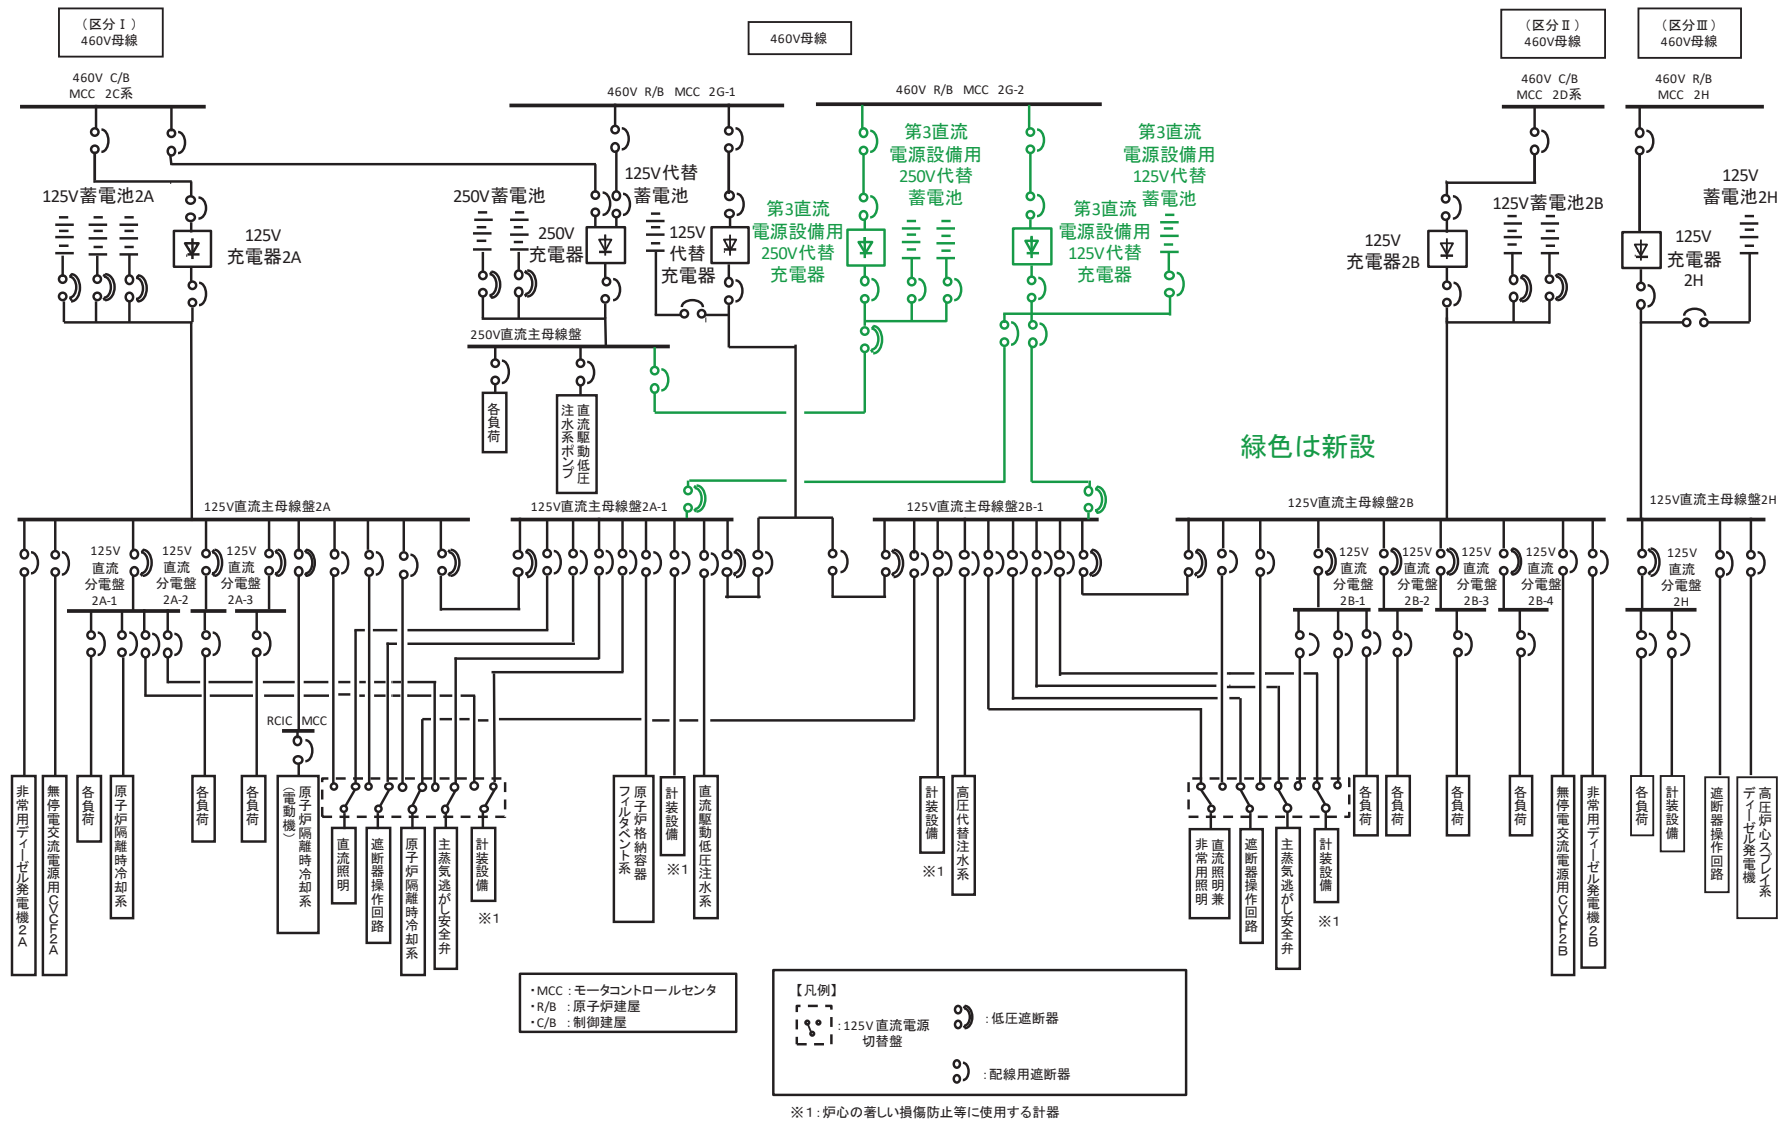 (区分Ⅰ)
460V母線
460V母線
(区分Ⅱ)
460V母線
(区分Ⅲ)
460V母線
460V C/B
MCC 2C系
460V R/B MCC 2G-1
460V R/B MCC 2G-2
460V C/B
MCC 2D系
460V R/B
MCC 2H
125V蓄電池2A
125V
充電器2A
250V蓄電池
250V
充電器
125V代替
蓄電池
125V
代替
充電器
第3直流
電源設備用
250V代替
充電器
第3直流
電源設備用
250V代替
蓄電池
第3直流
電源設備用
125V代替
充電器
第3直流
電源設備用
125V代替
蓄電池
125V
充電器2B
125V蓄電池2B
125V
充電器
2H
125V
蓄電池2H
250V直流主母線盤
各負荷
直流駆動低圧
注水系ポンプ
緑色は新設
125V直流主母線盤2A
125V直流主母線盤2A-1
125V直流主母線盤2B-1
125V直流主母線盤2B
125V直流主母線盤2H
125V
直流
分電盤
2A-1
125V
直流
分電盤
2A-2
125V
直流
分電盤
2A-3
125V
直流
分電盤
2B-1
125V
直流
分電盤
2B-2
125V
直流
分電盤
2B-3
125V
直流
分電盤
2B-4
125V
直流
分電盤
2H
RCIC MCC
非常用ディーゼル発電機2A
無停電交流電源用CVCF2A
各負荷
原子炉隔離時冷却系
各負荷
各負荷
原子炉隔離時冷却系
(電動機)
直流照明
遮断器操作回路
原子炉隔離時冷却系
主蒸気逃がし安全弁
計装設備
※1
原子炉格納容器
フィルタベント系
計装設備
※1
直流駆動低圧注水系
計装設備
※1
高圧代替注水系
直流照明兼
非常用照明
遮断器操作回路
主蒸気逃がし安全弁
計装設備
※1
各負荷
各負荷
各負荷
各負荷
無停電交流電源用CVCF2B
非常用ディーゼル発電機2B
各負荷
計装設備
遮断器操作回路
高圧炉心スプレイ系
ディーゼル発電機
・MCC:モータコントロールセンタ
・R/B :原子炉建屋
・C/B :制御建屋
【凡例】
:125V直流電源
切替盤
:低圧遮断器
:配線用遮断器
※1:炉心の著しい損傷防止等に使用する計器